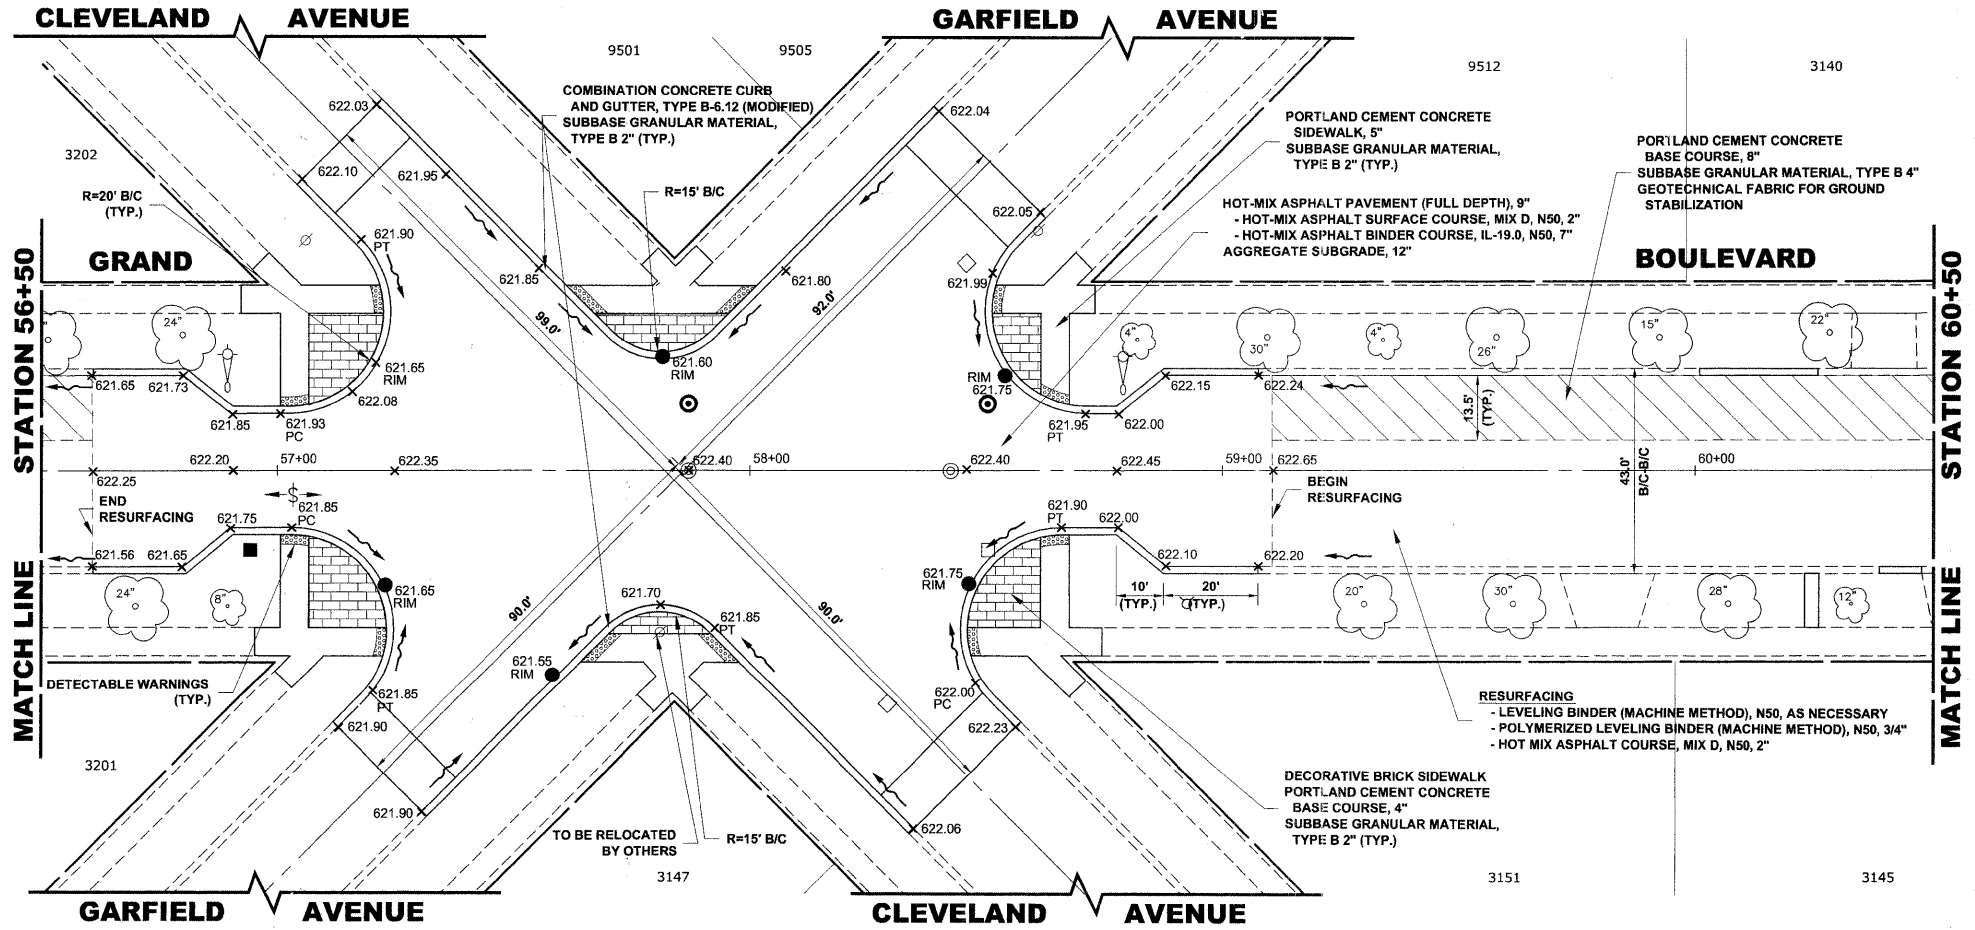 CLEVELAND AVENUE
GARFIELD AVENUE
9501
9505
9512
3140
COMBINATION CONCRETE CURB
AND GUTTER, TYPE B-6.12 (MODIFIED)
SUBBASE GRANULAR MATERIAL,
TYPE B 2" (TYP.)
622.03
622.04
PORTLAND CEMENT CONCRETE
SIDEWALK, 5"
SUBBASE GRANULAR MATERIAL,
TYPE B 2" (TYP.)
PORTLAND CEMENT CONCRETE
BASE COURSE, 8"
SUBBASE GRANULAR MATERIAL, TYPE B 4"
GEOTECHNICAL FABRIC FOR GROUND
STABILIZATION
3202
622.10
621.95
R=20' B/C
(TYP.)
R=15' B/C
622.05
HOT-MIX ASPHALT PAVEMENT (FULL DEPTH), 9"
- HOT-MIX ASPHALT SURFACE COURSE, MIX D, N50, 2"
- HOT-MIX ASPHALT BINDER COURSE, IL-19.0, N50, 7"
AGGREGATE SUBGRADE, 12"
621.90
PT
GRAND
BOULEVARD
MATCH LINE STATION 56+50
MATCH LINE STATION 60+50
621.85
621.80
621.99
99.0'
92.0'
24"
4"
30"
4"
26"
15"
22"
621.65
RIM
621.60
RIM
RIM
621.75
621.65
621.73
622.08
622.15
622.24
13.5'
(TYP.)
621.85
621.93
PC
621.95
PT
622.00
622.20
57+00
622.35
622.40
58+00
622.40
622.45
59+00
622.65
60+00
622.25
43.0'
B/C-B/C
END
RESURFACING
BEGIN
RESURFACING
621.75
621.85
PC
621.90
PT
622.00
621.56
621.65
622.10
622.20
621.65
RIM
621.70
621.75
RIM
10'
(TYP.)
20'
(TYP.)
24"
8"
90.0'
90.0'
20"
30"
28"
12"
621.85
PT
621.55
RIM
DETECTABLE WARNINGS
(TYP.)
621.85
PT
622.00
PC
621.90
622.23
RESURFACING
- LEVELING BINDER (MACHINE METHOD), N50, AS NECESSARY
- POLYMERIZED LEVELING BINDER (MACHINE METHOD), N50, 3/4"
- HOT MIX ASPHALT COURSE, MIX D, N50, 2"
3201
621.90
622.06
DECORATIVE BRICK SIDEWALK
PORTLAND CEMENT CONCRETE
BASE COURSE, 4"
SUBBASE GRANULAR MATERIAL,
TYPE B 2" (TYP.)
TO BE RELOCATED
BY OTHERS
R=15' B/C
3147
3151
3145
GARFIELD AVENUE
CLEVELAND AVENUE